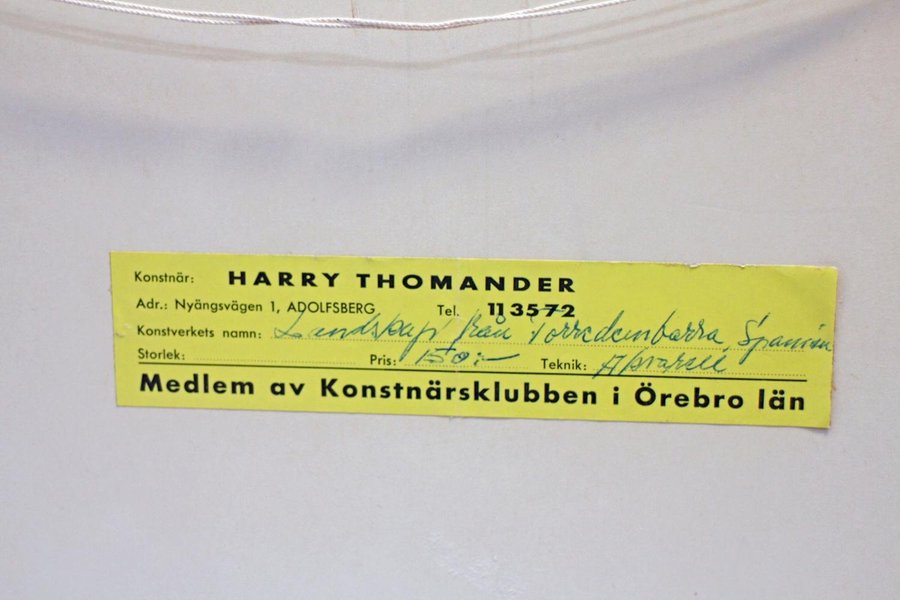 Konstnär: HARRY THOMANDER
Adr.: Nyängsvägen 1, ADOLFSBERG Tel. 113572
Konstverkets namn: Landskap från Torredembarra, Spanien
Storlek: Pris: 150:- Teknik: Akvarell
Medlem av Konstnärsklubben i Örebro län